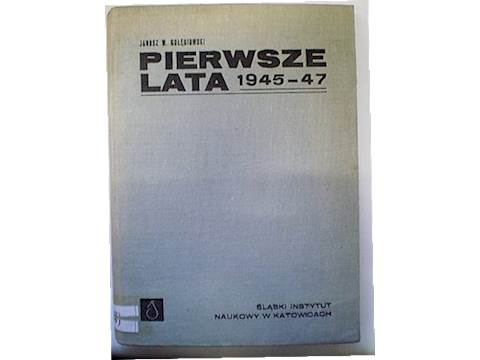 JANUSZ W. GOŁĘBIOWSKI
PIERWSZE
LATA 1945-47
ŚLĄSKI INSTYTUT
NAUKOWY W KATOWICACH